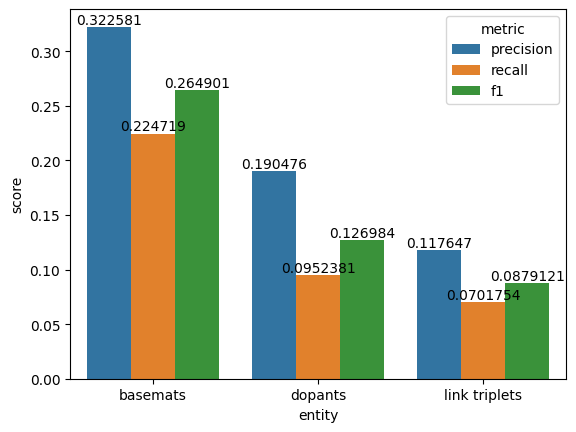 metric
precision
recall
f1
score
0.30
0.25
0.20
0.15
0.10
0.05
0.00
0.322581
0.224719
0.264901
0.190476
0.0952381
0.126984
0.117647
0.0701754
0.0879121
basemats
dopants
link triplets
entity